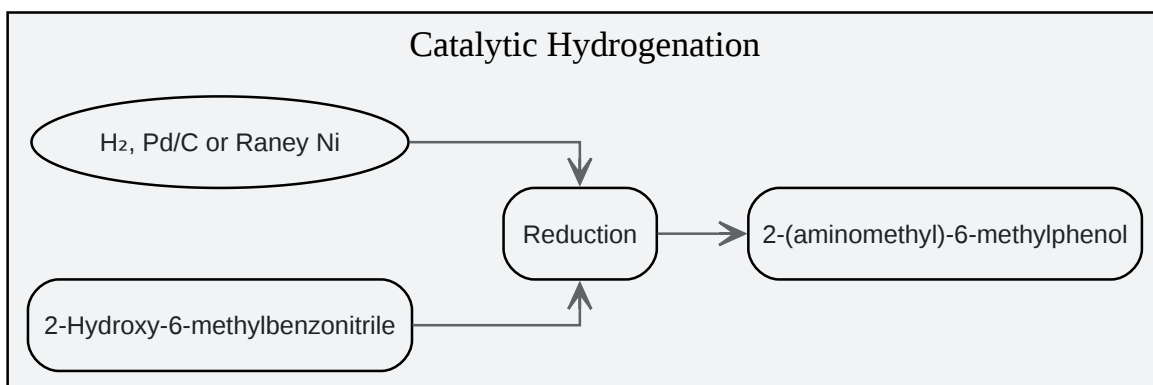 Catalytic Hydrogenation
H₂, Pd/C or Raney Ni
Reduction
2-(aminomethyl)-6-methylphenol
2-Hydroxy-6-methylbenzonitrile